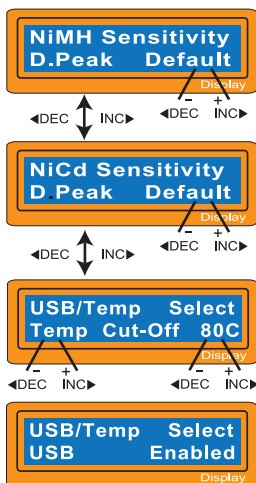 NiMH Sensitivity
D.Peak Default
Display
- +
◀DEC INC▶ ◀DEC INC▶
NiCd Sensitivity
D.Peak Default
Display
- +
◀DEC INC▶ ◀DEC INC▶
USB/Temp Select
Temp Cut-Off 80C
Display
- + - +
◀DEC INC▶ ◀DEC INC▶
USB/Temp Select
USB Enabled
Display